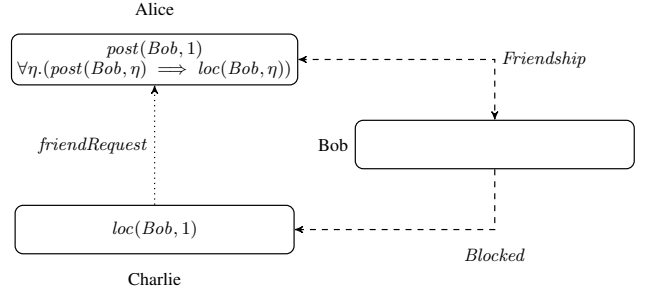 Alice
post(Bob, 1)
∀η.(post(Bob, η) ⟹ loc(Bob, η))
Friendship
friendRequest
Bob
loc(Bob, 1)
Blocked
Charlie